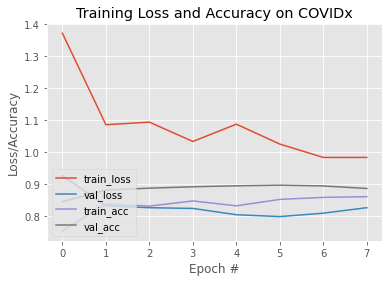 Training Loss and Accuracy on COVIDx
Loss/Accuracy
1.4
1.3
1.2
1.1
1.0
0.9
0.8
train_loss
val_loss
train_acc
val_acc
0 1 2 3 4 5 6 7
Epoch #